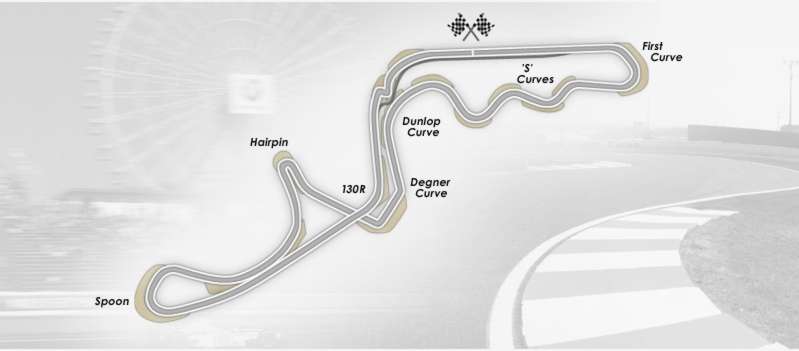 First
Curve
'S'
Curves
Dunlop
Curve
Hairpin
130R
Degner
Curve
Spoon